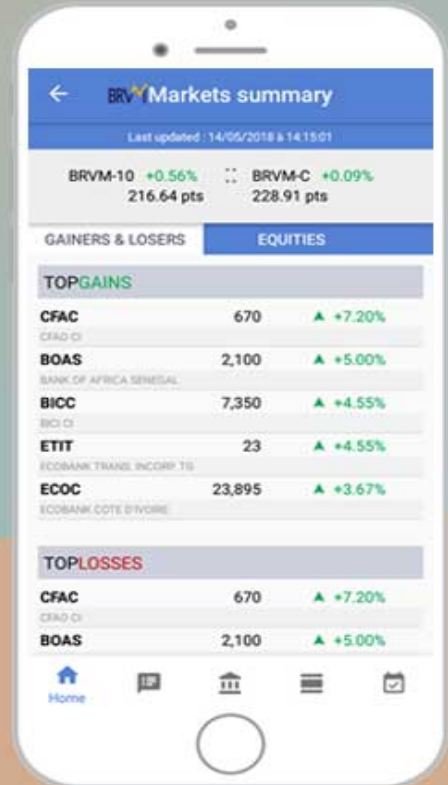 BRVM Markets summary
Last updated : 14/05/2018 à 14:15:01
BRVM-10 +0.56% BRVM-C +0.09%
216.64 pts 228.91 pts
GAINERS & LOSERS EQUITIES
TOPGAINS
CFAC 670 ▲ +7.20%
CFAO CI
BOAS 2,100 ▲ +5.00%
BANK OF AFRICA SENEGAL
BICC 7,350 ▲ +4.55%
BICI CI
ETIT 23 ▲ +4.55%
ECOBANK TRANS. INCORP. TG
ECOC 23,895 ▲ +3.67%
ECOBANK COTE D'IVOIRE
TOPLOSSES
CFAC 670 ▲ +7.20%
CFAO CI
BOAS 2,100 ▲ +5.00%
Home